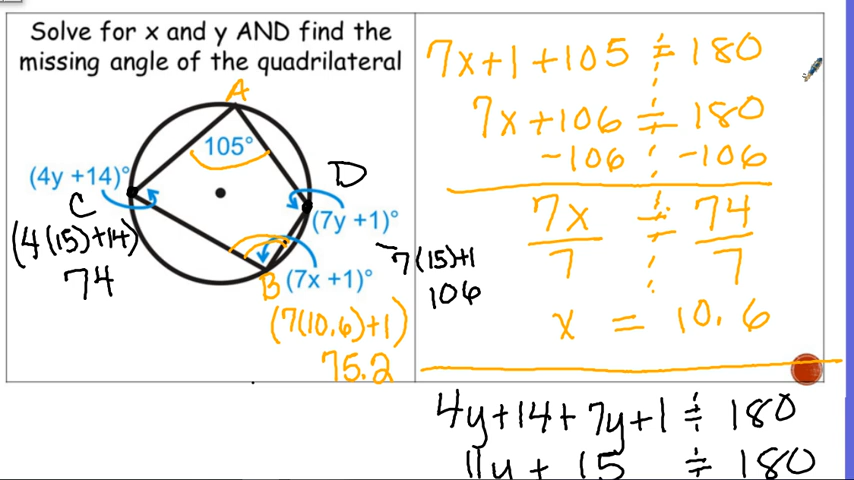 Solve for x and y AND find the
missing angle of the quadrilateral
A
105°
(4y +14)°
D
C
(7y +1)°
(4(15)+14)
74
7(15)+1
106
B
(7x +1)°
(7(10.6)+1)
75.2
7x+1+105 = 180
7x+106 = 180
-106 -106
7x = 74
7 7
x = 10.6
4y+14+7y+1 = 180
11y + 15 = 180